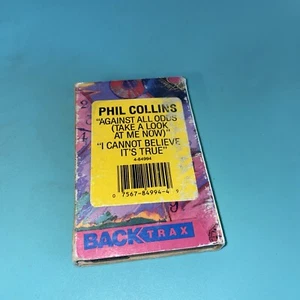 PHIL COLLINS
"AGAINST ALL ODDS
(TAKE A LOOK
AT ME NOW)"
"I CANNOT BELIEVE
IT'S TRUE"
4-84994
0 7567-84994-4 9
BACK TRAX